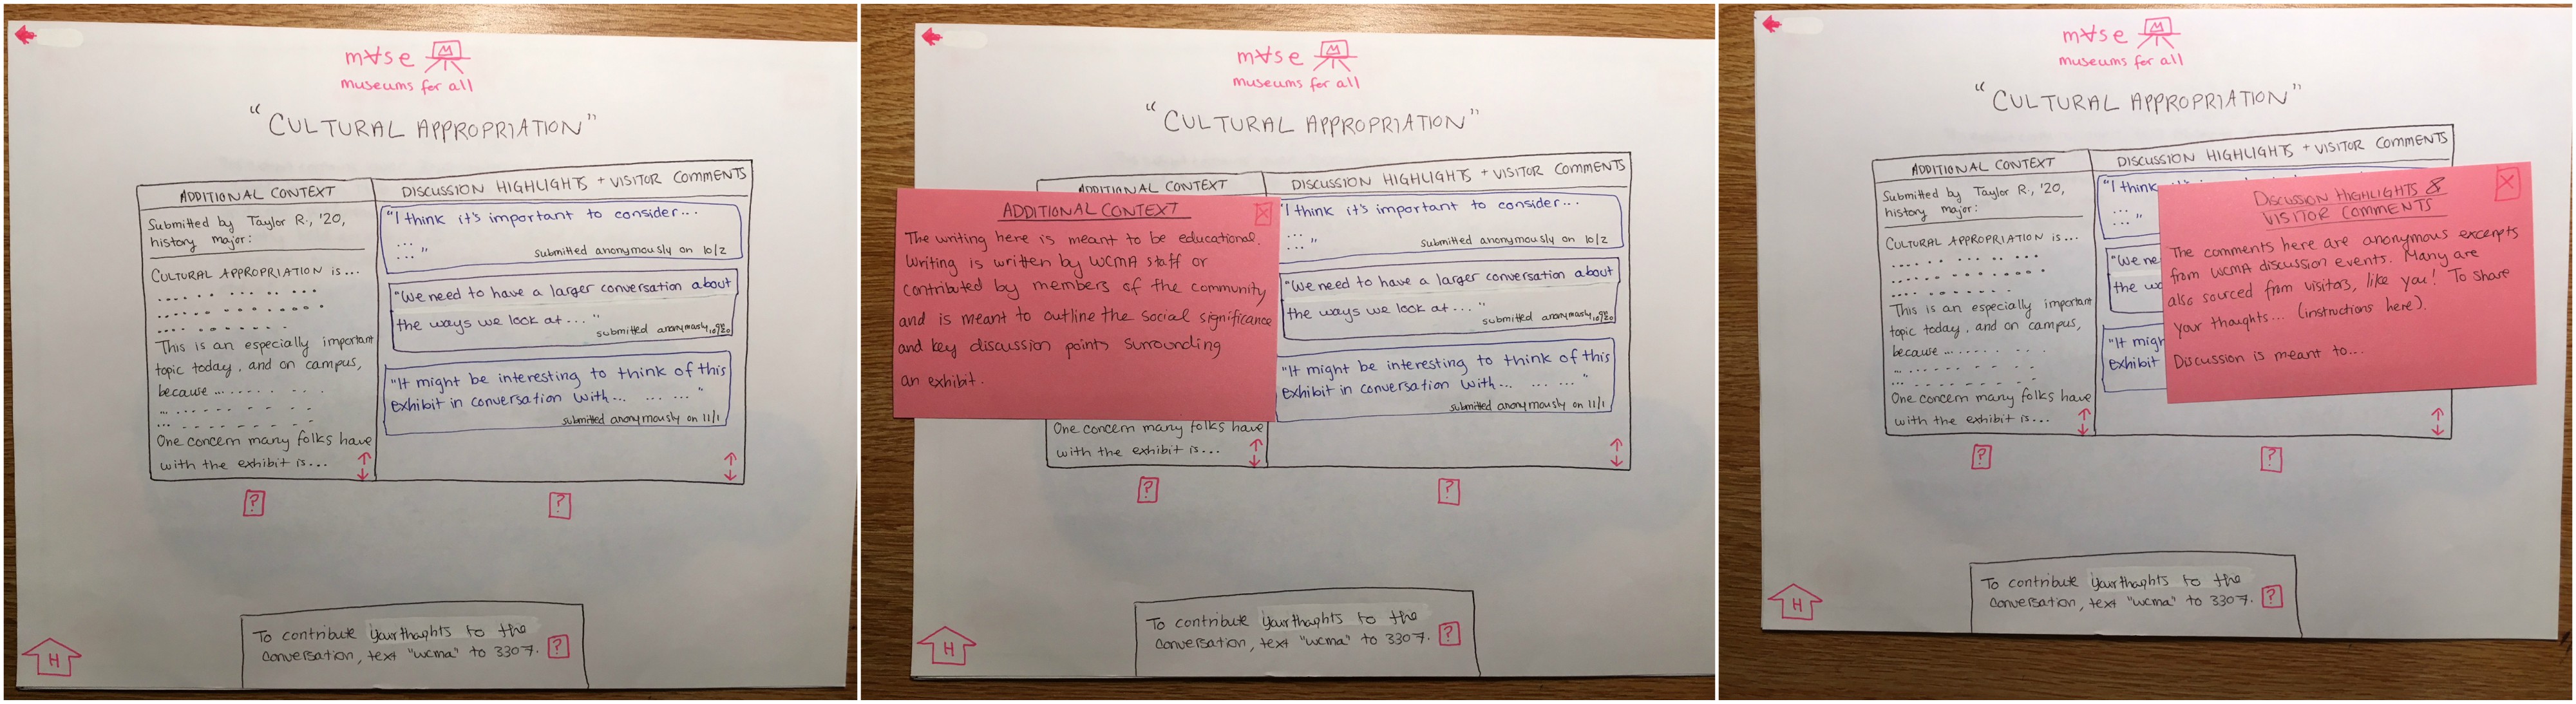 m∀se M
museums for all
"CULTURAL APPROPRIATION"
ADDITIONAL CONTEXT
Submitted by Taylor R., '20,
history major:
CULTURAL APPROPRIATION is...
This is an especially important
topic today, and on campus,
because ...
One concern many folks have
with the exhibit is...
?
DISCUSSION HIGHLIGHTS + VISITOR COMMENTS
"I think it's important to consider...
... "
submitted anonymously on 10/2
"We need to have a larger conversation about
the ways we look at ... "
submitted anonymously,
"It might be interesting to think of this
exhibit in conversation with... ... ... "
submitted anonymously on 11/1
?
To contribute your thoughts to the
conversation, text "wcma" to 3307. ?
H
m∀se M
museums for all
"CULTURAL APPROPRIATION"
ADDITIONAL CONTEXT
ADDITIONAL CONTEXT
The writing here is meant to be educational.
Writing is written by WCMA staff or
contributed by members of the community
and is meant to outline the social significance
and key discussion points surrounding
an exhibit.
One concern many folks have
with the exhibit is...
?
DISCUSSION HIGHLIGHTS + VISITOR COMMENTS
"I think it's important to consider...
... "
submitted anonymously on 10/2
"We need to have a larger conversation about
the ways we look at ... "
submitted anonymously,
"It might be interesting to think of this
exhibit in conversation with... ... ... "
submitted anonymously on 11/1
?
To contribute your thoughts to the
conversation, text "wcma" to 3307. ?
H
m∀se M
museums for all
"CULTURAL APPROPRIATION"
ADDITIONAL CONTEXT
Submitted by Taylor R., '20,
history major:
CULTURAL APPROPRIATION is...
This is an especially important
topic today, and on campus,
because ...
One concern many folks have
with the exhibit is...
?
DISCUSSION HIGHLIGHTS + VISITOR COMMENTS
"I think
... "
"We ne
the wa
"It migh
exhibit
DISCUSSION HIGHLIGHTS &
VISITOR COMMENTS
The comments here are anonymous excerpts
from WCMA discussion events. Many are
also sourced from visitors, like you! To share
your thoughts... (instructions here).
Discussion is meant to...
?
To contribute your thoughts to the
conversation, text "wcma" to 3307. ?
H